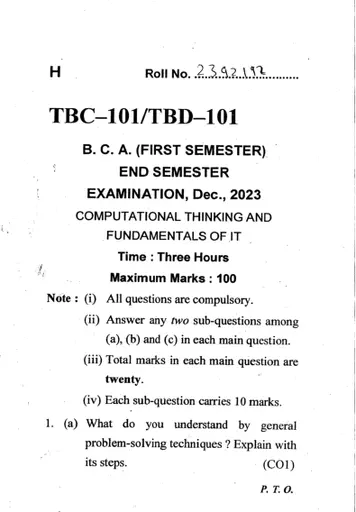 H Roll No. 2392192
TBC–101/TBD–101
B. C. A. (FIRST SEMESTER)
END SEMESTER
EXAMINATION, Dec., 2023
COMPUTATIONAL THINKING AND
FUNDAMENTALS OF IT
Time : Three Hours
Maximum Marks : 100
Note : (i) All questions are compulsory.
(ii) Answer any two sub-questions among
(a), (b) and (c) in each main question.
(iii) Total marks in each main question are
twenty.
(iv) Each sub-question carries 10 marks.
1. (a) What do you understand by general
problem-solving techniques ? Explain with
its steps. (CO1)
P. T. O.